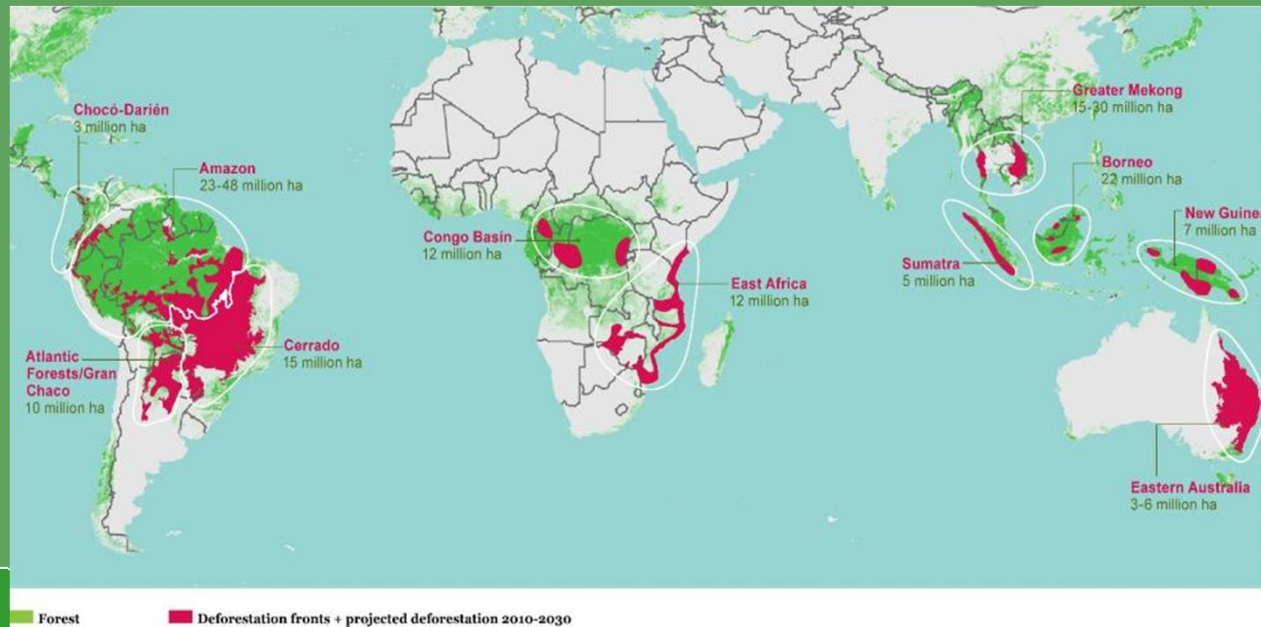 Chocó-Darién
3 million ha
Amazon
23-48 million ha
Atlantic
Forests/Gran
Chaco
10 million ha
Cerrado
15 million ha
Congo Basin
12 million ha
East Africa
12 million ha
Greater Mekong
15-30 million ha
Borneo
22 million ha
New Guinea
7 million ha
Sumatra
5 million ha
Eastern Australia
3-6 million ha
Forest
Deforestation fronts + projected deforestation 2010-2030